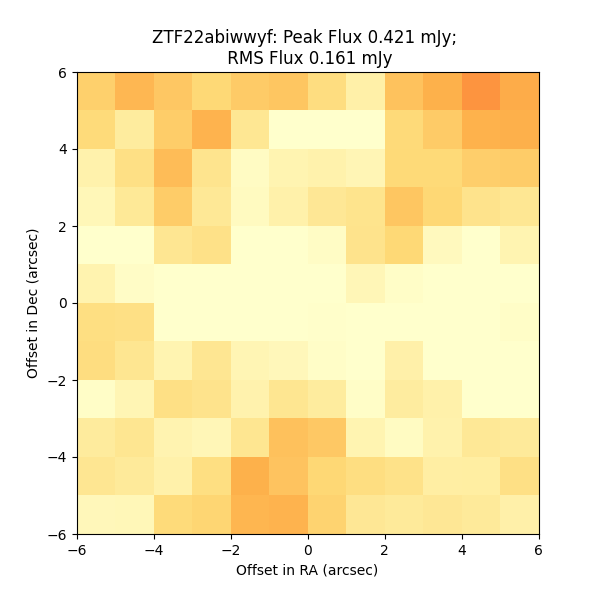 ZTF22abiwwyf: Peak Flux 0.421 mJy;
RMS Flux 0.161 mJy
6
4
2
0
−2
−4
−6
Offset in Dec (arcsec)
−6 −4 −2 0 2 4 6
Offset in RA (arcsec)